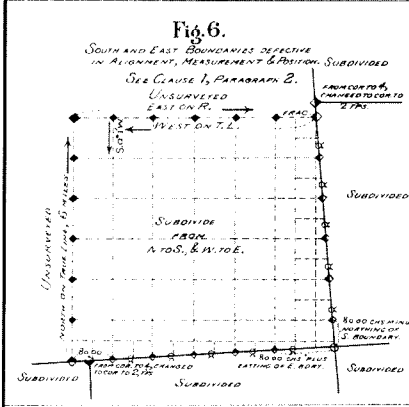 Fig. 6.
SOUTH AND EAST BOUNDARIES DEFECTIVE
IN ALIGNMENT, MEASUREMENT & POSITION.
SEE CLAUSE 1, PARAGRAPH 2.
SUBDIVIDED
UNSURVEYED
EAST ON R.
WEST ON T.L.
FRAC.
FROM COR TO 4,
CHANGED TO COR TO
2 TPS.
UNSURVEYED
NORTH ON TRUE LINE, 6 MILES
SUBDIVIDED
SUBDIVIDE
FROM
N. TO S., & W. TO E.
SUBDIVIDED
80.00 CHS MINUS
NORTHING OF
S. BOUNDARY.
80.00
FROM COR. TO 4, CHANGED
TO COR TO 2, TPS
80.00 CHS PLUS
EASTING OF E. BDRY.
SUBDIVIDED
SUBDIVIDED
SUBDIVIDED